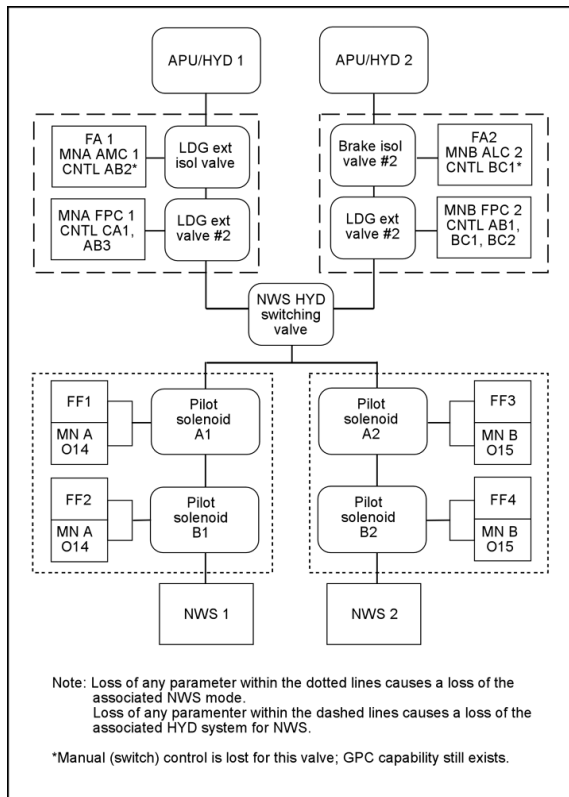 APU/HYD 1
APU/HYD 2
FA 1
MNA AMC 1
CNTL AB2*
LDG ext
isol valve
Brake isol
valve #2
FA2
MNB ALC 2
CNTL BC1*
MNA FPC 1
CNTL CA1,
AB3
LDG ext
valve #2
LDG ext
valve #2
MNB FPC 2
CNTL AB1,
BC1, BC2
NWS HYD
switching
valve
FF1
MN A
O14
Pilot
solenoid
A1
Pilot
solenoid
A2
FF3
MN B
O15
FF2
MN A
O14
Pilot
solenoid
B1
Pilot
solenoid
B2
FF4
MN B
O15
NWS 1
NWS 2
Note: Loss of any parameter within the dotted lines causes a loss of the
associated NWS mode.
Loss of any paramenter within the dashed lines causes a loss of the
associated HYD system for NWS.
*Manual (switch) control is lost for this valve; GPC capability still exists.